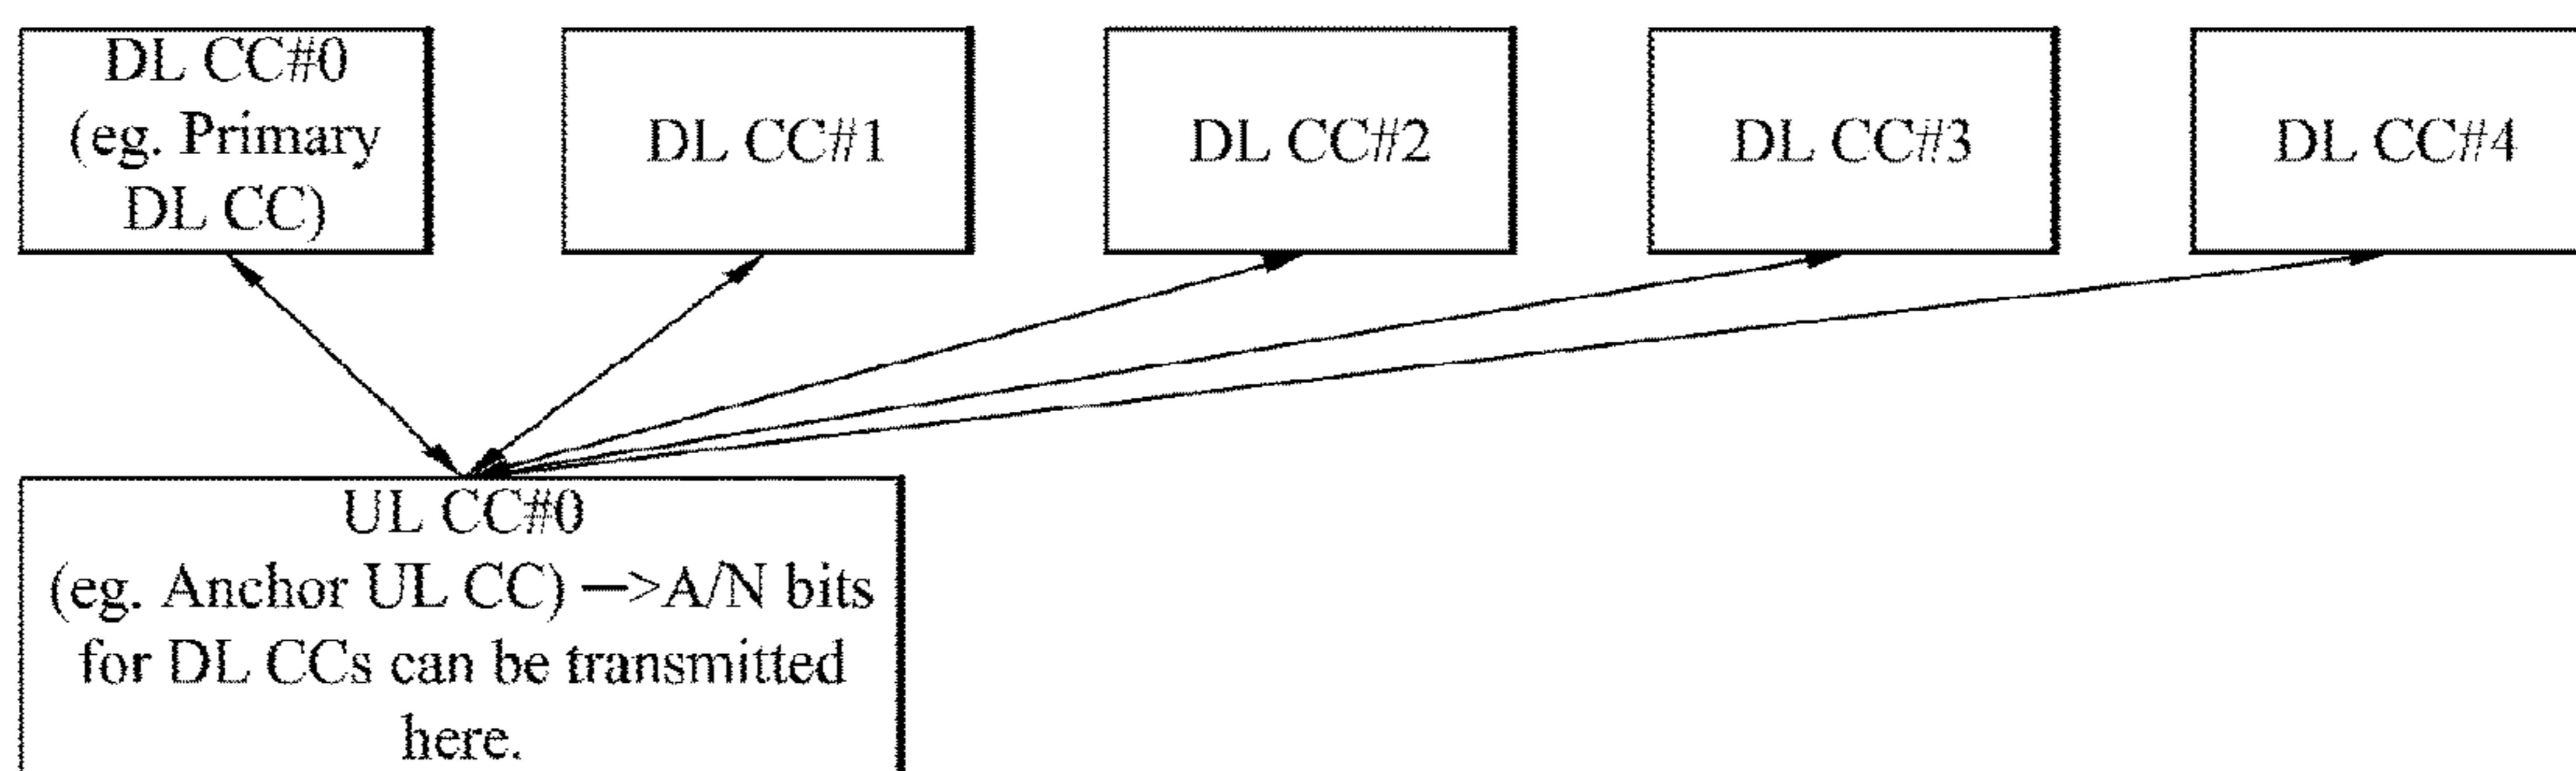 DL CC#0
(eg. Primary
DL CC)
DL CC#1
DL CC#2
DL CC#3
DL CC#4
UL CC#0
(eg. Anchor UL CC) —>A/N bits
for DL CCs can be transmitted
here.